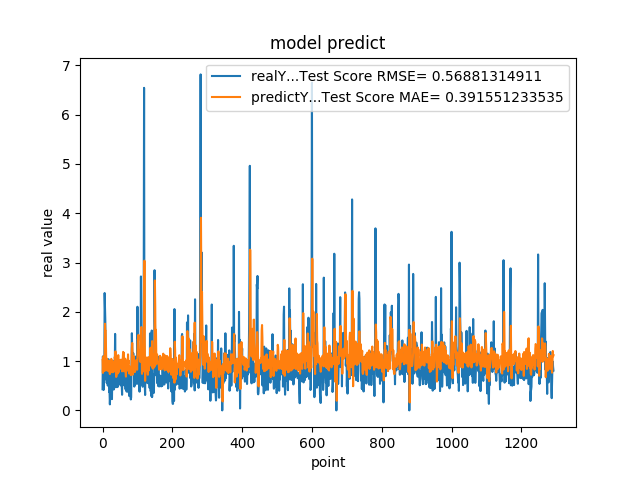 model predict
realY...Test Score RMSE= 0.56881314911
predictY...Test Score MAE= 0.391551233535
real value
7
6
5
4
3
2
1
0
0 200 400 600 800 1000 1200
point